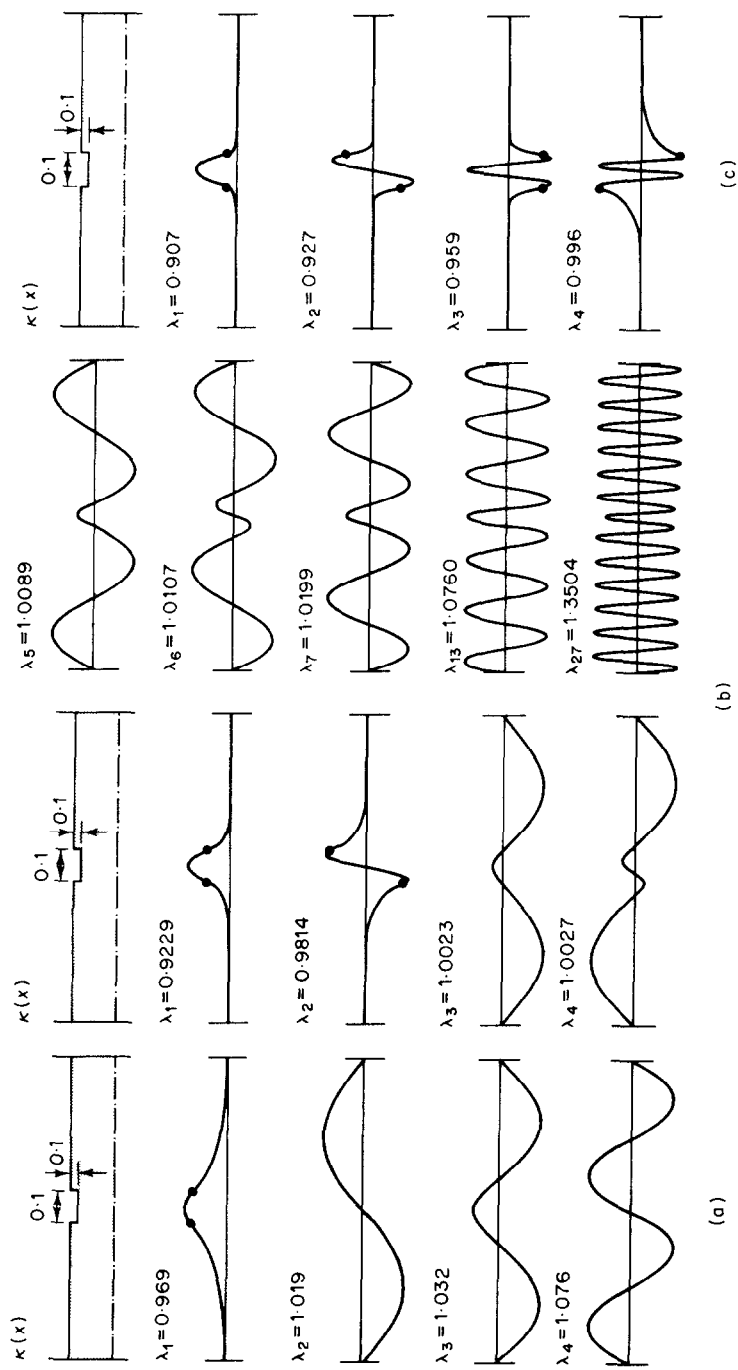 κ(x)
0·1
0·1
λ₁=0·969
λ₂=1·019
λ₃=1·032
λ₄=1·076
(a)
κ(x)
0·1
0·1
λ₁=0·9229
λ₂=0·9814
λ₃=1·0023
λ₄=1·0027
λ₅=1·0089
λ₆=1·0107
λ₇=1·0199
λ₁₃=1·0760
λ₂₇=1·3504
(b)
κ(x)
0·1
0·1
λ₁=0·907
λ₂=0·927
λ₃=0·959
λ₄=0·996
(c)